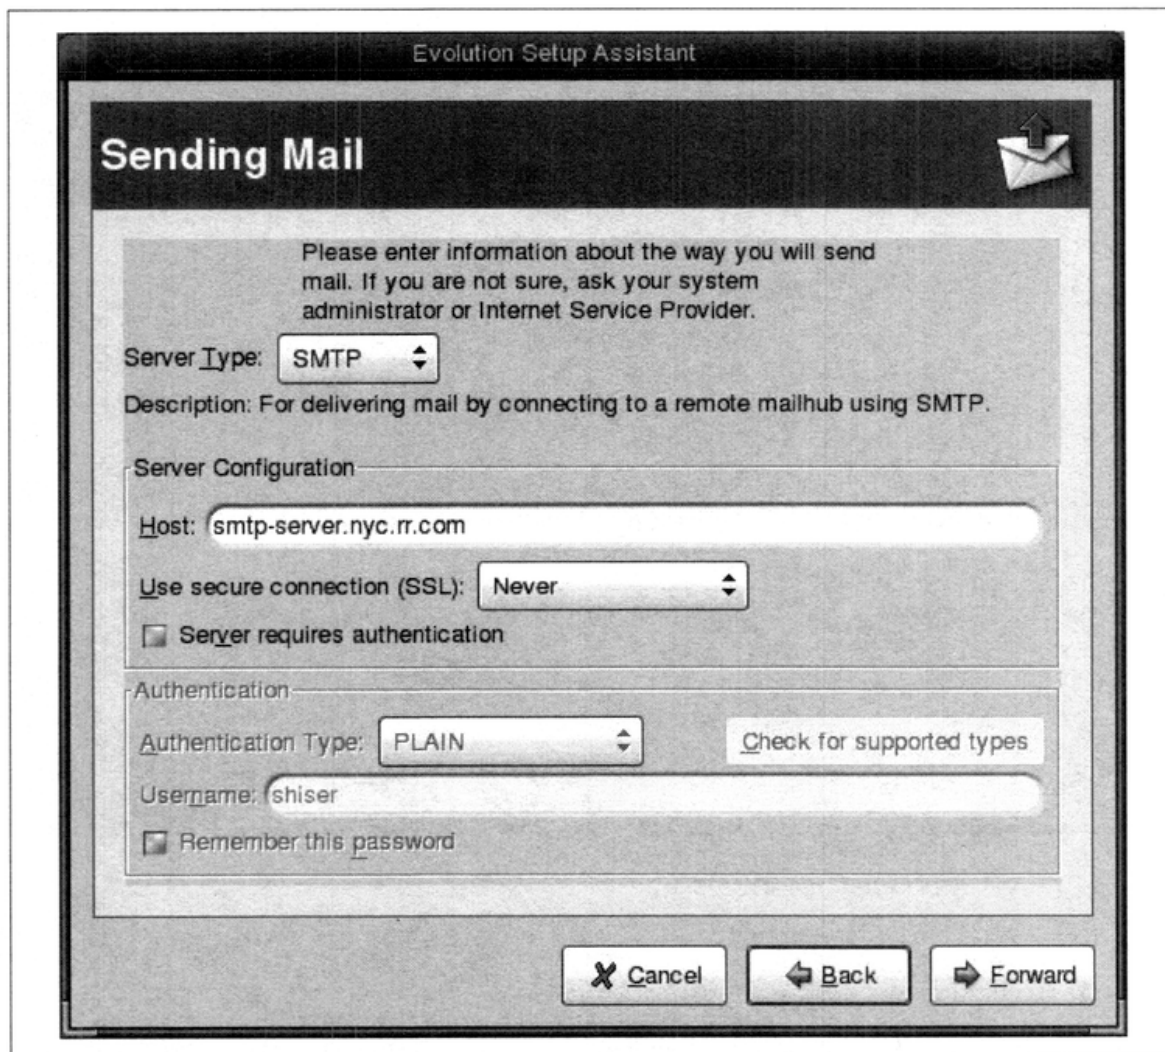 Evolution Setup Assistant
Sending Mail
Please enter information about the way you will send
mail. If you are not sure, ask your system
administrator or Internet Service Provider.
Server Type: SMTP
Description: For delivering mail by connecting to a remote mailhub using SMTP.
Server Configuration
Host: smtp-server.nyc.rr.com
Use secure connection (SSL): Never
Server requires authentication
Authentication
Authentication Type: PLAIN Check for supported types
Username: shiser
Remember this password
Cancel Back Forward